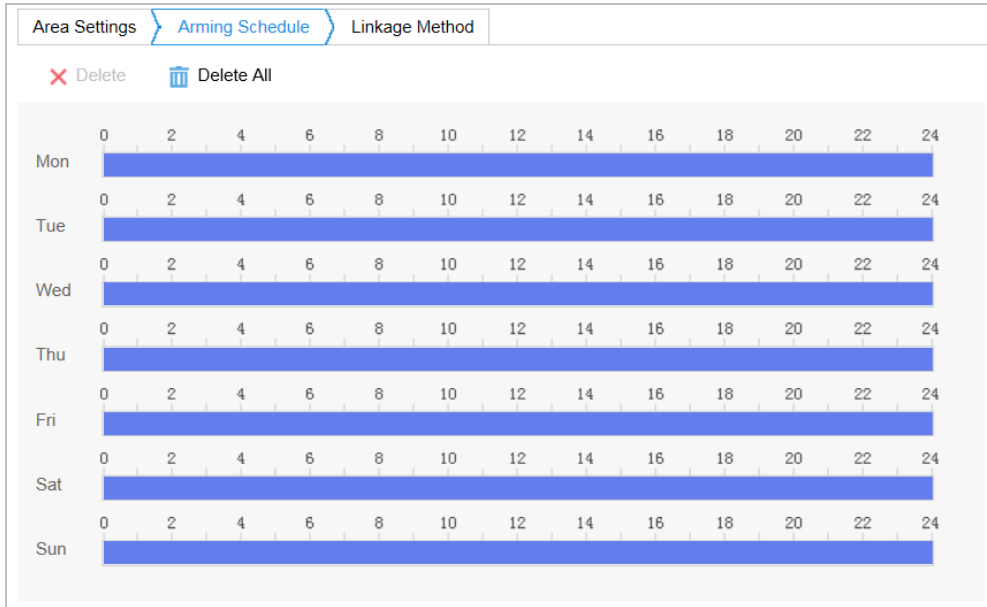 Area Settings Arming Schedule Linkage Method
Delete Delete All
0 2 4 6 8 10 12 14 16 18 20 22 24
Mon
0 2 4 6 8 10 12 14 16 18 20 22 24
Tue
0 2 4 6 8 10 12 14 16 18 20 22 24
Wed
0 2 4 6 8 10 12 14 16 18 20 22 24
Thu
0 2 4 6 8 10 12 14 16 18 20 22 24
Fri
0 2 4 6 8 10 12 14 16 18 20 22 24
Sat
0 2 4 6 8 10 12 14 16 18 20 22 24
Sun